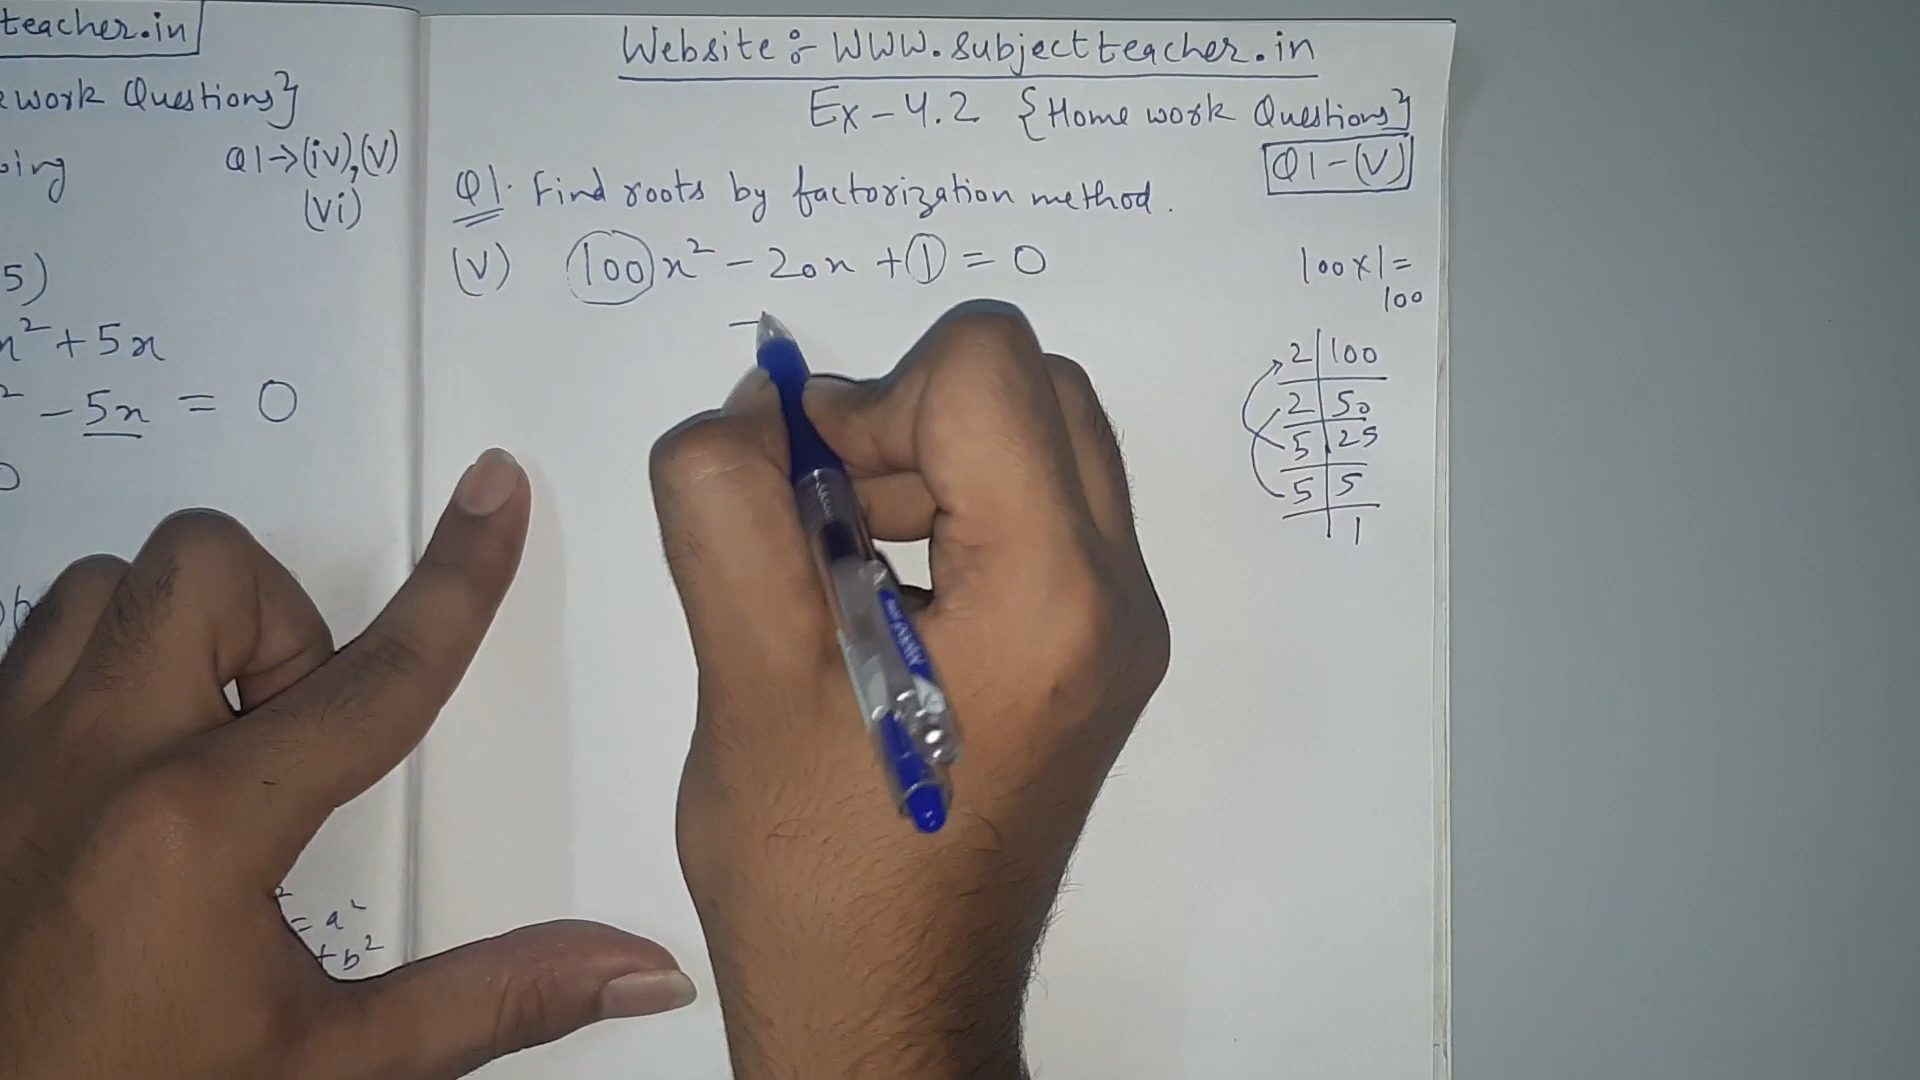 teacher.in
work Questions}
Q1→(iv),(v)
(vi)
5)
x² + 5x
- 5x = 0
= a²
+ b²
Website :- www.subjectteacher.in
Ex - 4.2 {Home work Questions}
Q1 - (v)
Q1. Find roots by factorization method.
(v) 100x² - 20x + 1 = 0
-
100 x 1 =
100
2 | 100
2 | 50
5 | 25
5 | 5
1